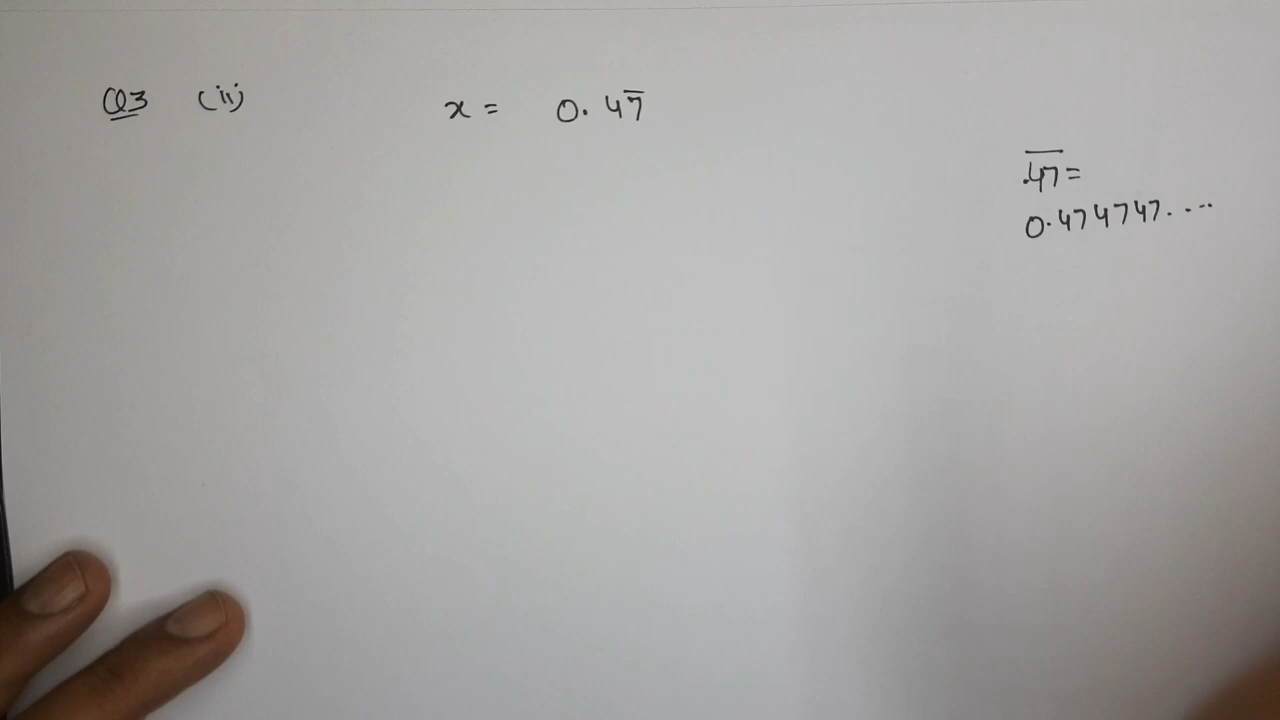 Q3 (ii) x = 0.47̅
.4̅7̅ =
0.474747....